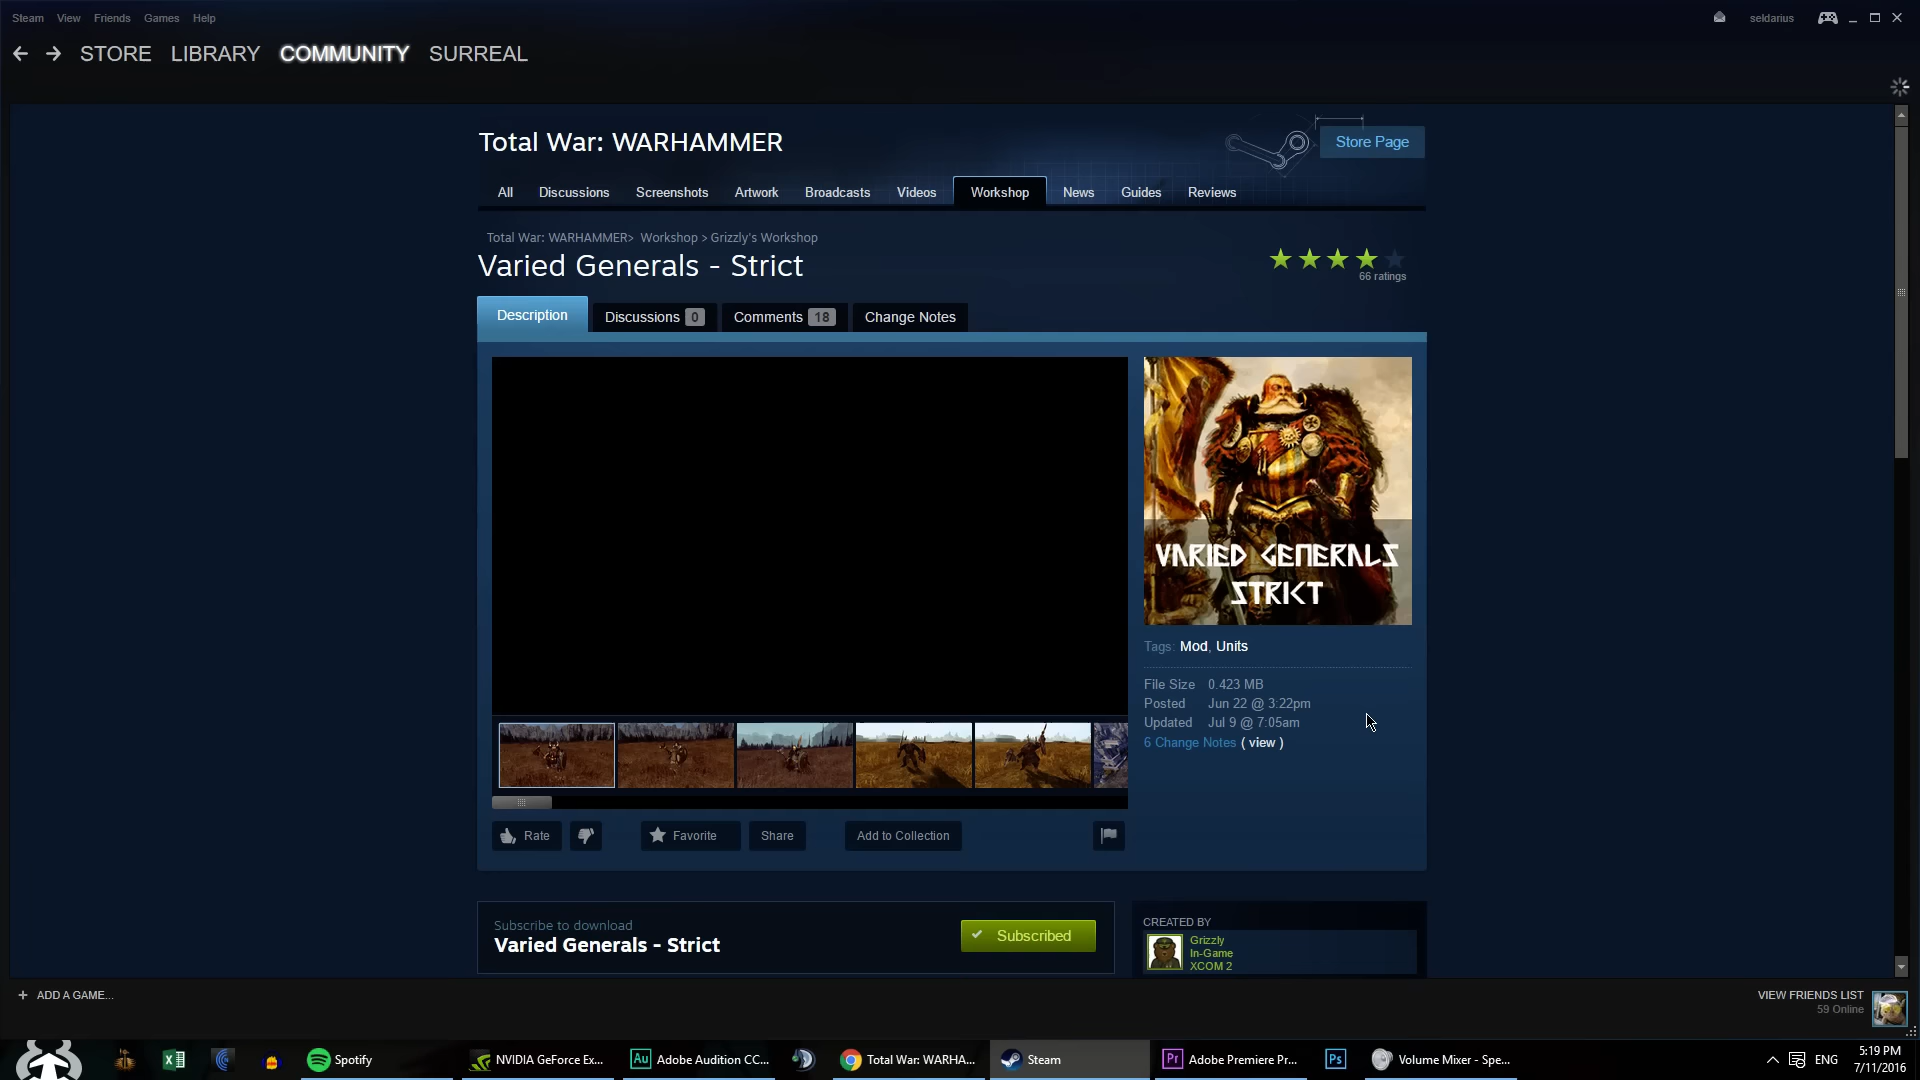 Steam View Friends Games Help
seldarius
STORE LIBRARY COMMUNITY SURREAL
Total War: WARHAMMER
Store Page
All Discussions Screenshots Artwork Broadcasts Videos Workshop News Guides Reviews
Total War: WARHAMMER> Workshop > Grizzly's Workshop
Varied Generals - Strict
66 ratings
Description Discussions 0 Comments 18 Change Notes
VARIED GENERALS
STRICT
Tags: Mod, Units
File Size 0.423 MB
Posted Jun 22 @ 3:22pm
Updated Jul 9 @ 7:05am
6 Change Notes ( view )
Rate Favorite Share Add to Collection
Subscribe to download
Varied Generals - Strict
Subscribed
CREATED BY
Grizzly
In-Game
XCOM 2
+ ADD A GAME...
VIEW FRIENDS LIST
59 Online
Spotify NVIDIA GeForce Ex... Au Adobe Audition CC... Total War: WARHA... Steam Pr Adobe Premiere Pr... Ps Volume Mixer - Spe... ENG
5:19 PM
7/11/2016